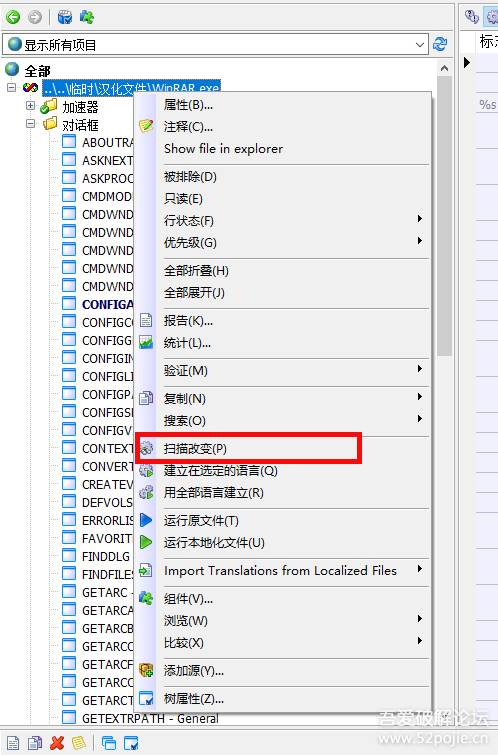 显示所有项目
标志
全部
..\..\临时\汉化文件\WinRAR.exe
%s
加速器
对话框
ABOUTRA
ASKNEXT
ASKPROC
CMDMOD
CMDWND
CMDWND
CMDWND
CMDWND
CONFIGA
CONFIGCO
CONFIGG
CONFIGIN
CONFIGLI
CONFIGPA
CONFIGSE
CONFIGVI
CONTEXT
CONVERT
CREATEV
DEFVOLS
ERRORLIS
FAVORIT
FINDDLG
FINDFILES
GETARC -
GETARCA
GETARCB
GETARCC
GETARCF
GETARCO
GETARCT
GETEXTRPATH - General
属性(B)...
注释(C)...
Show file in explorer
被排除(D)
只读(E)
行状态(F)
优先级(G)
全部折叠(H)
全部展开(J)
报告(K)...
统计(L)...
验证(M)
复制(N)
搜索(O)
扫描改变(P)
建立在选定的语言(Q)
用全部语言建立(R)
运行原文件(T)
运行本地化文件(U)
Import Translations from Localized Files
组件(V)...
浏览(W)
比较(X)
添加源(Y)...
树属性(Z)...
吾爱破解论坛
www.52pojie.cn